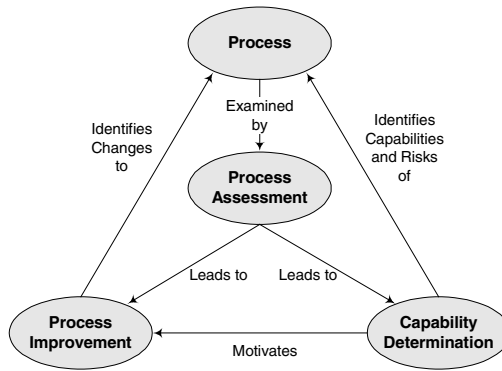 Process
Examined
by
Identifies
Changes
to
Identifies
Capabilities
and Risks
of
Process
Assessment
Leads to
Leads to
Process
Improvement
Motivates
Capability
Determination